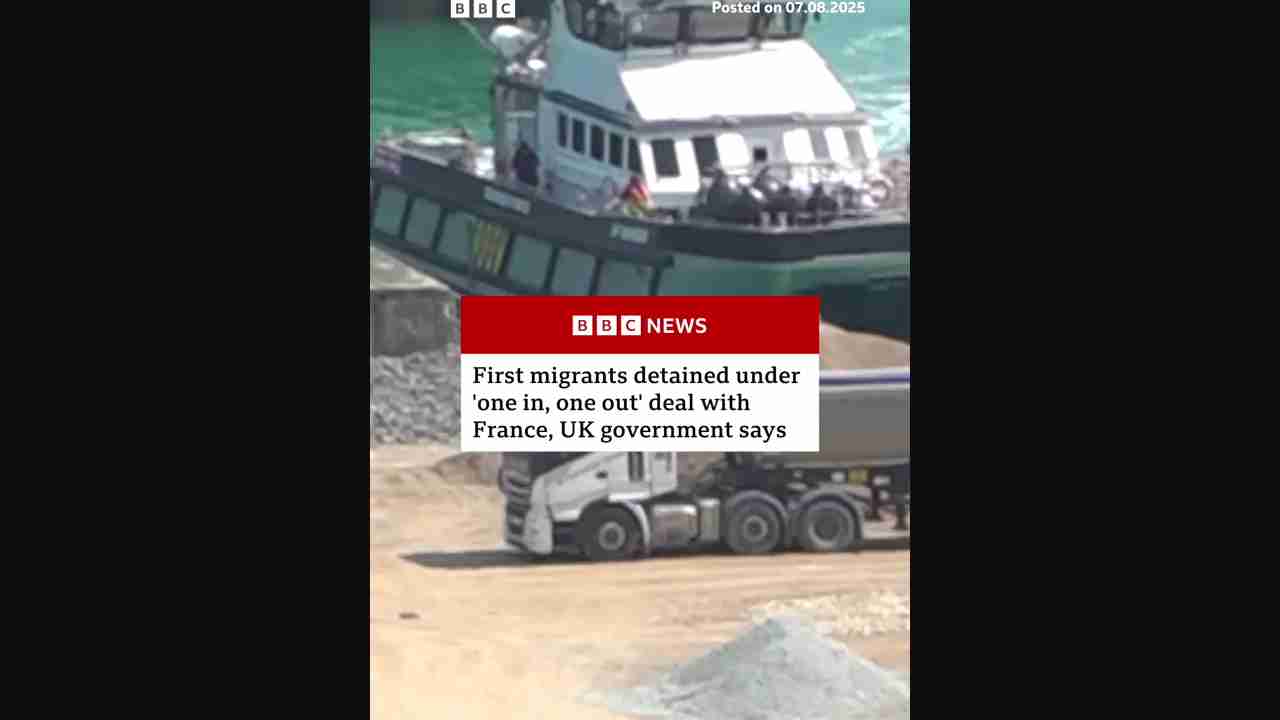 BBC
Posted on 07.08.2025
BBC NEWS
First migrants detained under
'one in, one out' deal with
France, UK government says